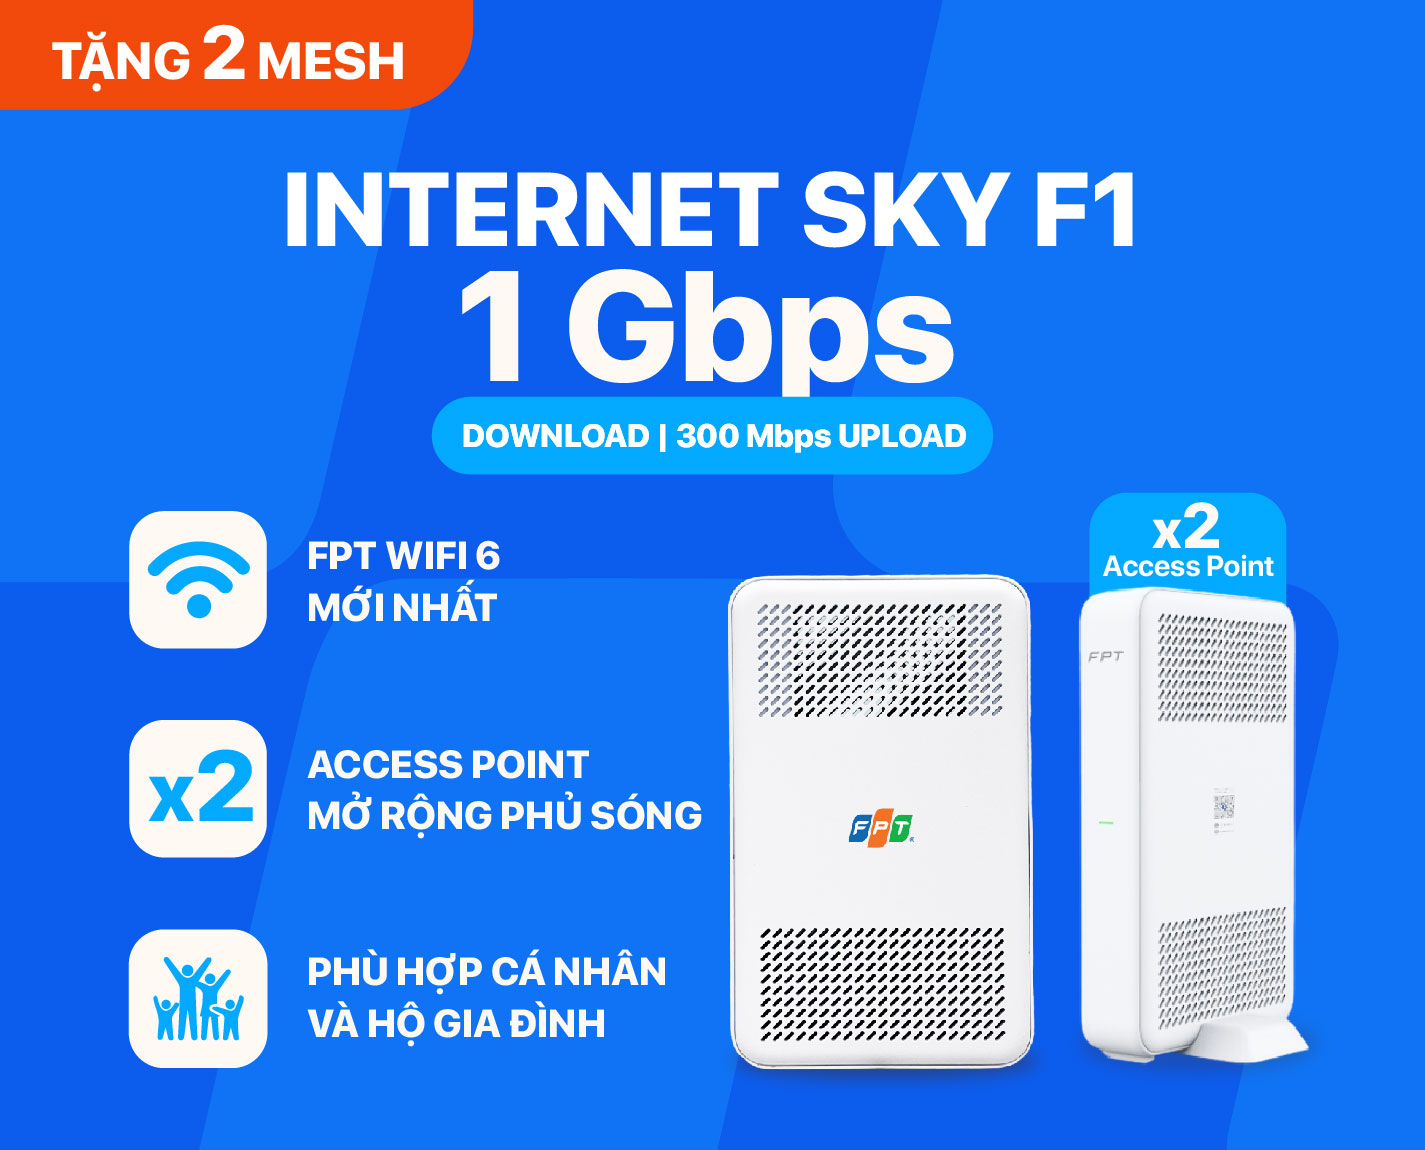 TẶNG 2 MESH
INTERNET SKY F1
1 Gbps
DOWNLOAD | 300 Mbps UPLOAD
FPT WIFI 6
MỚI NHẤT
x2
ACCESS POINT
MỞ RỘNG PHỦ SÓNG
PHÙ HỢP CÁ NHÂN
VÀ HỘ GIA ĐÌNH
x2
Access Point
FPT
FPT